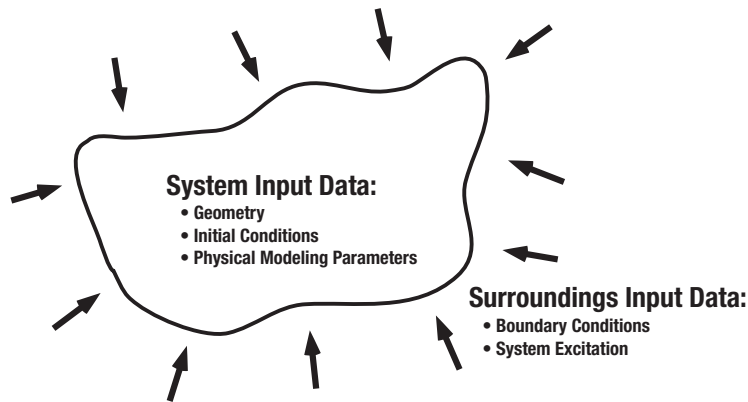 System Input Data:
• Geometry
• Initial Conditions
• Physical Modeling Parameters
Surroundings Input Data:
• Boundary Conditions
• System Excitation